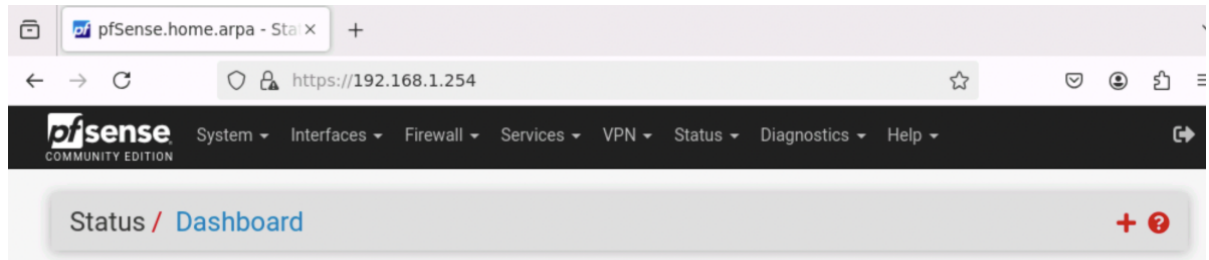 pfSense.home.arpa - Sta
https://192.168.1.254
pfsense System Interfaces Firewall Services VPN Status Diagnostics Help
COMMUNITY EDITION
Status / Dashboard